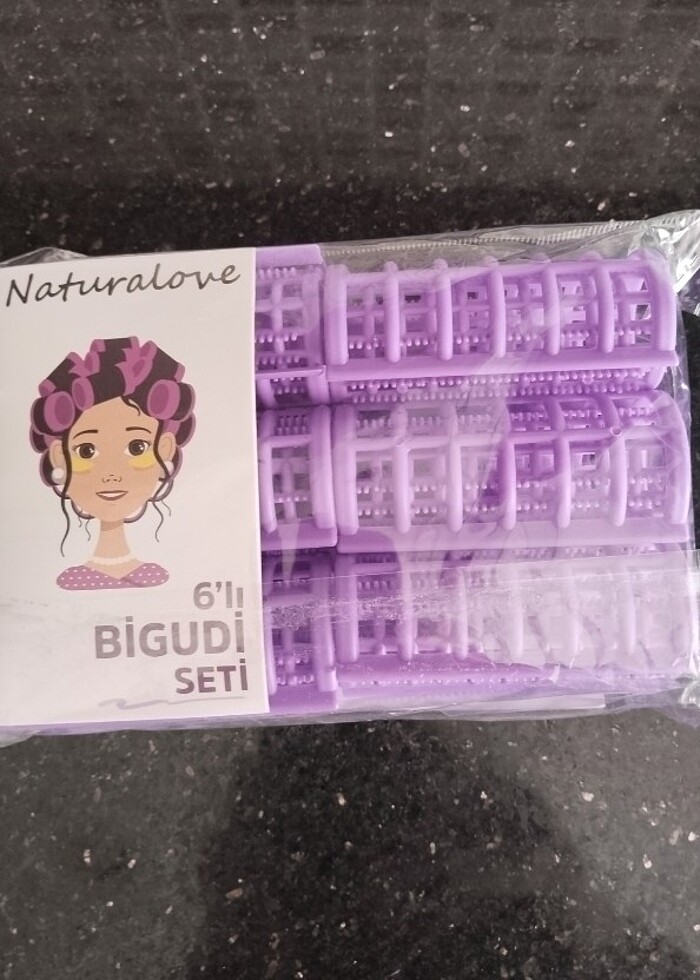 Naturalove
6'lı
BİGUDİ
SETİ